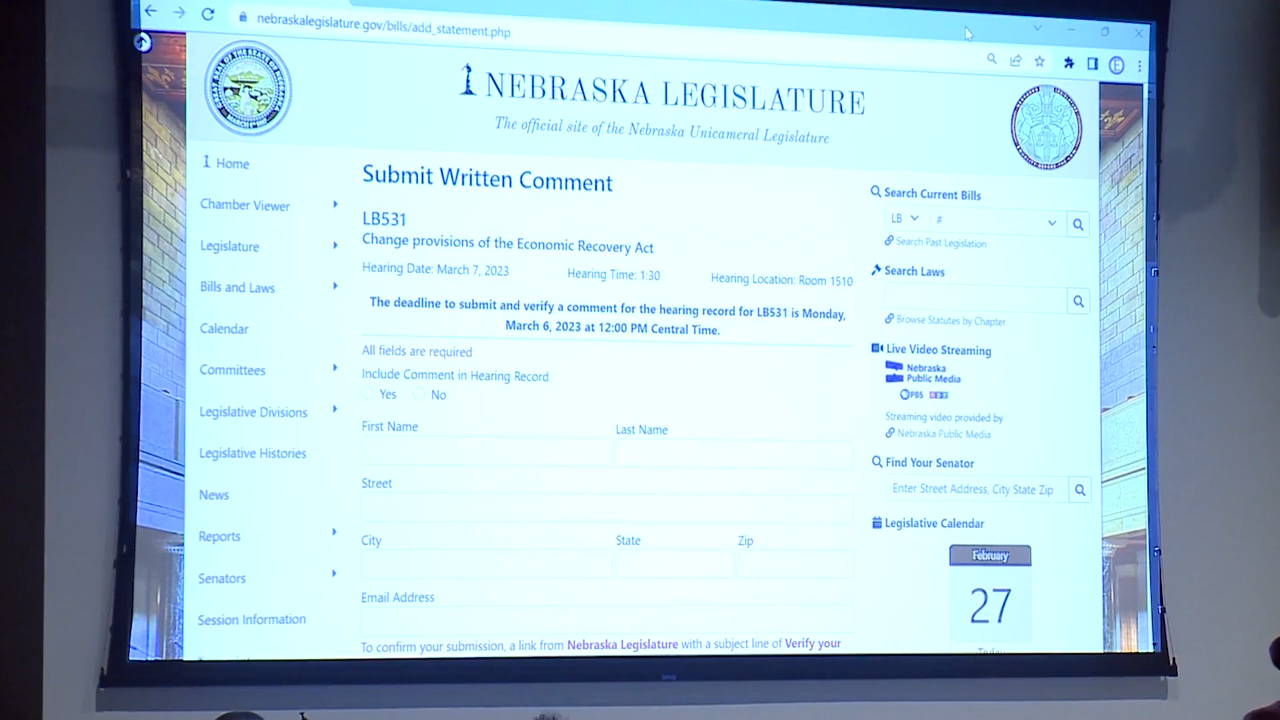 nebraskalegislature.gov/bills/add_statement.php
NEBRASKA LEGISLATURE
The official site of the Nebraska Unicameral Legislature
Home
Chamber Viewer
Legislature
Bills and Laws
Calendar
Committees
Legislative Divisions
Legislative Histories
News
Reports
Senators
Session Information
Submit Written Comment
LB531
Change provisions of the Economic Recovery Act
Hearing Date: March 7, 2023 Hearing Time: 1:30 Hearing Location: Room 1510
The deadline to submit and verify a comment for the hearing record for LB531 is Monday,
March 6, 2023 at 12:00 PM Central Time.
All fields are required
Include Comment in Hearing Record
Yes No
First Name Last Name
Street
City State Zip
Email Address
To confirm your submission, a link from Nebraska Legislature with a subject line of Verify your
Search Current Bills
LB #
Search Past Legislation
Search Laws
Browse Statutes by Chapter
Live Video Streaming
Nebraska
Public Media
PBS
Streaming video provided by
Nebraska Public Media
Find Your Senator
Enter Street Address, City State Zip
Legislative Calendar
February
27
Today